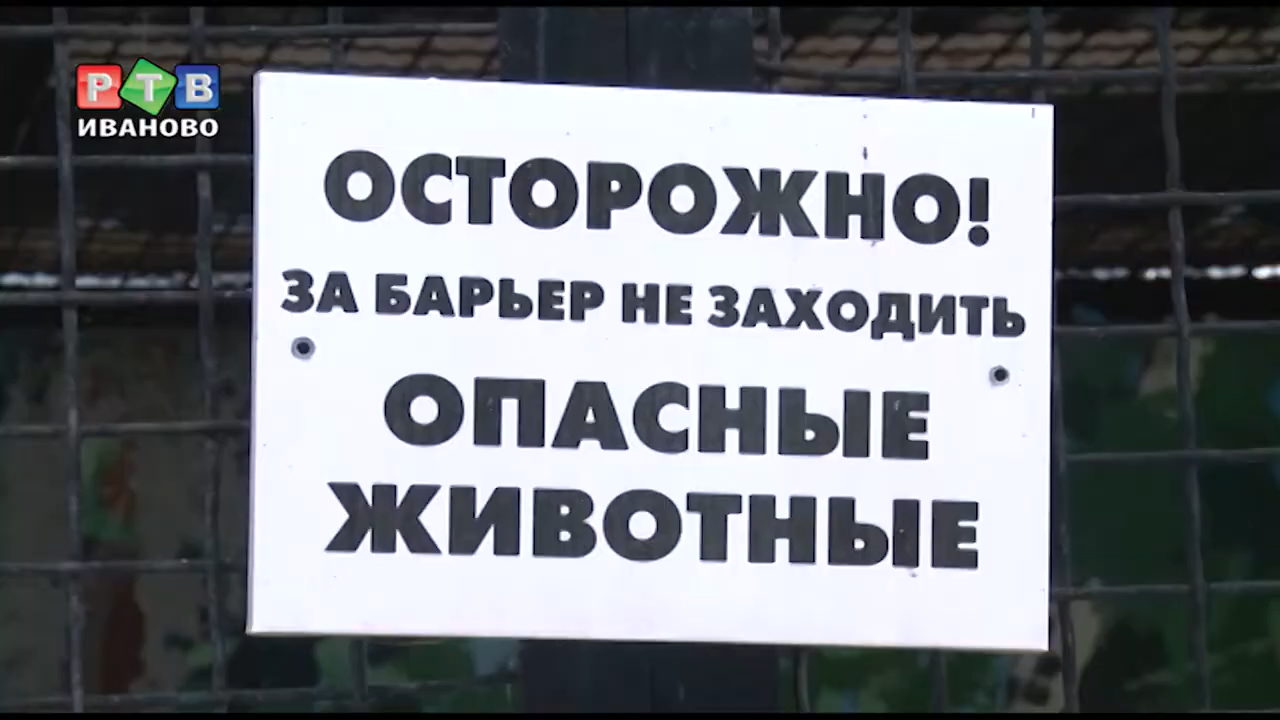 РТВ
ИВАНОВО
ОСТОРОЖНО!
ЗА БАРЬЕР НЕ ЗАХОДИТЬ
ОПАСНЫЕ
ЖИВОТНЫЕ